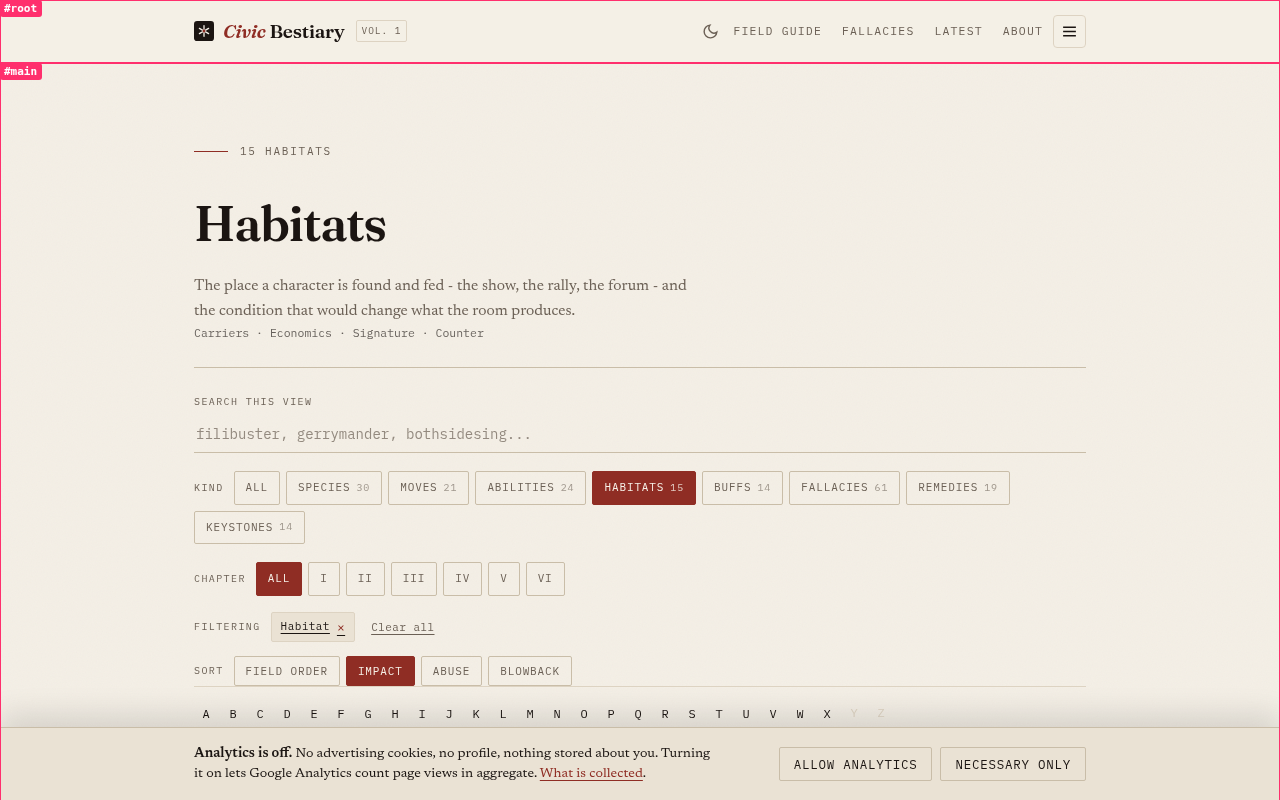 #root
Civic Bestiary VOL. 1
FIELD GUIDE FALLACIES LATEST ABOUT
#main
15 HABITATS
Habitats
The place a character is found and fed - the show, the rally, the forum - and
the condition that would change what the room produces.
Carriers · Economics · Signature · Counter
SEARCH THIS VIEW
filibuster, gerrymander, bothsidesing...
KIND ALL SPECIES 30 MOVES 21 ABILITIES 24 HABITATS 15 BUFFS 14 FALLACIES 61 REMEDIES 19
KEYSTONES 14
CHAPTER ALL I II III IV V VI
FILTERING Habitat × Clear all
SORT FIELD ORDER IMPACT ABUSE BLOWBACK
A B C D E F G H I J K L M N O P Q R S T U V W X Y Z
Analytics is off. No advertising cookies, no profile, nothing stored about you. Turning
it on lets Google Analytics count page views in aggregate. What is collected.
ALLOW ANALYTICS NECESSARY ONLY